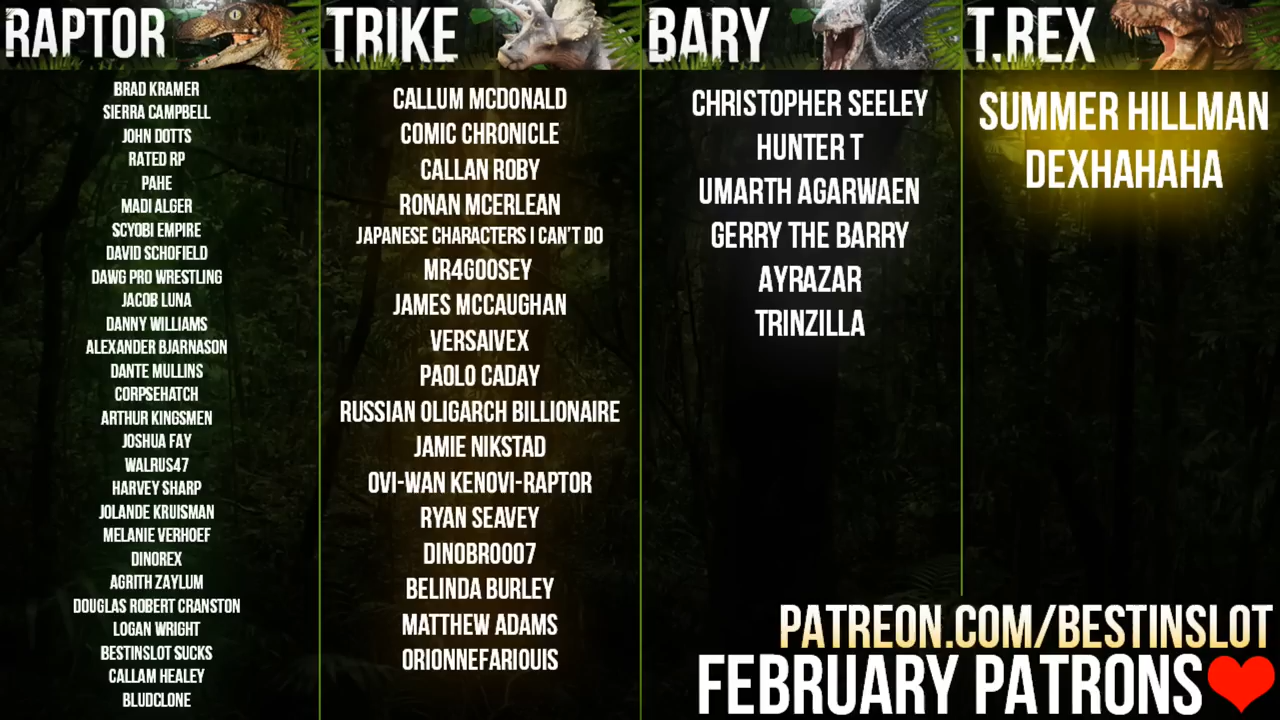 RAPTOR
BRAD KRAMER
SIERRA CAMPBELL
JOHN DOTTS
RATED RP
PAHE
MADI ALGER
SCYOBI EMPIRE
DAVID SCHOFIELD
DAWG PRO WRESTLING
JACOB LUNA
DANNY WILLIAMS
ALEXANDER BJARNASON
DANTE MULLINS
CORPSEHATCH
ARTHUR KINGSMEN
JOSHUA FAY
WALRUS47
HARVEY SHARP
JOLANDE KRUISMAN
MELANIE VERHOEF
DINOREX
AGRITH ZAYLUM
DOUGLAS ROBERT CRANSTON
LOGAN WRIGHT
BESTINSLOT SUCKS
CALLAM HEALEY
BLUDCLONE
TRIKE
CALLUM MCDONALD
COMIC CHRONICLE
CALLAN ROBY
RONAN MCERLEAN
JAPANESE CHARACTERS I CAN'T DO
MR4GOOSEY
JAMES MCCAUGHAN
VERSAIVEX
PAOLO CADAY
RUSSIAN OLIGARCH BILLIONAIRE
JAMIE NIKSTAD
OVI-WAN KENOVI-RAPTOR
RYAN SEAVEY
DINOBRO007
BELINDA BURLEY
MATTHEW ADAMS
ORIONNEFARIOUIS
BARY
CHRISTOPHER SEELEY
HUNTER T
UMARTH AGARWAEN
GERRY THE BARRY
AYRAZAR
TRINZILLA
T.REX
SUMMER HILLMAN
DEXHAHAHA
PATREON.COM/BESTINSLOT
FEBRUARY PATRONS